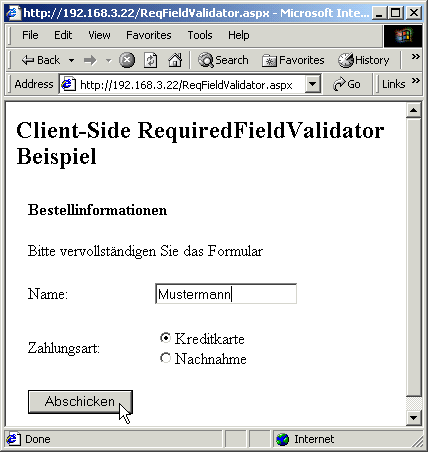 http://192.168.3.22/ReqFieldValidator.aspx - Microsoft Inte...
File Edit View Favorites Tools Help
Back Search Favorites History
Address http://192.168.3.22/ReqFieldValidator.aspx Go Links »
Client-Side RequiredFieldValidator
Beispiel
Bestellinformationen
Bitte vervollständigen Sie das Formular
Name: Mustermann
Kreditkarte
Zahlungsart:
Nachnahme
Abschicken
Done Internet